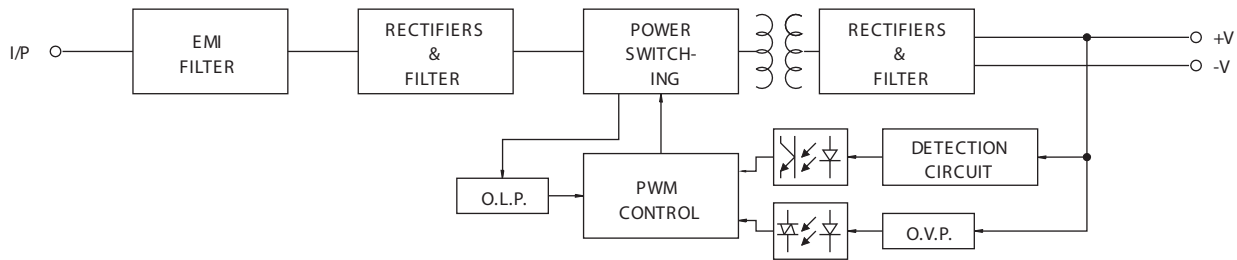 I/P
EMI
FILTER
RECTIFIERS
&
FILTER
POWER
SWITCH-
ING
RECTIFIERS
&
FILTER
+V
-V
O.L.P.
PWM
CONTROL
DETECTION
CIRCUIT
O.V.P.